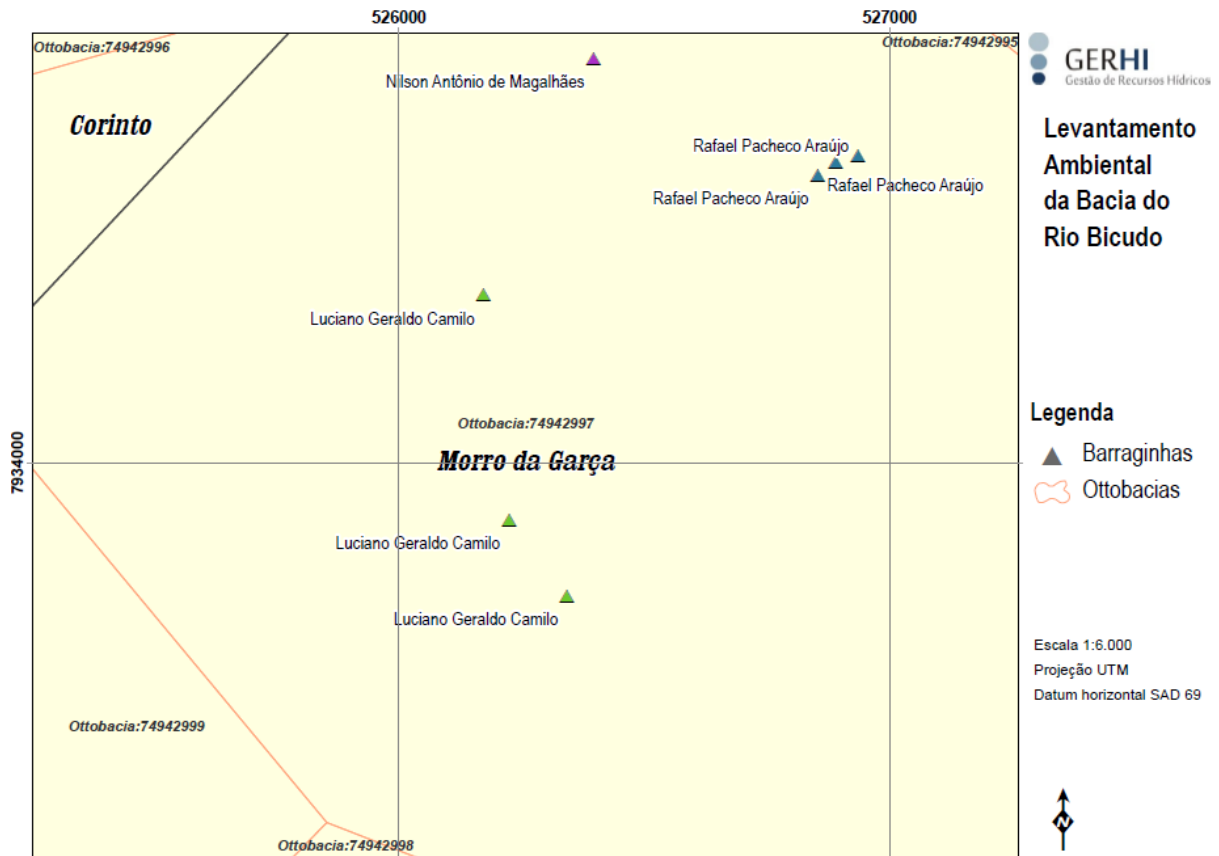 526000
527000
Ottobacia:74942996
Ottobacia:74942995
Nilson Antônio de Magalhães
Corinto
Rafael Pacheco Araújo
Rafael Pacheco Araújo
Rafael Pacheco Araújo
Luciano Geraldo Camilo
Ottobacia:74942997
Morro da Garça
7934000
Luciano Geraldo Camilo
Luciano Geraldo Camilo
Ottobacia:74942999
Ottobacia:74942998
GERHI
Gestão de Recursos Hídricos
Levantamento
Ambiental
da Bacia do
Rio Bicudo
Legenda
Barraginhas
Ottobacias
Escala 1:6.000
Projeção UTM
Datum horizontal SAD 69
N